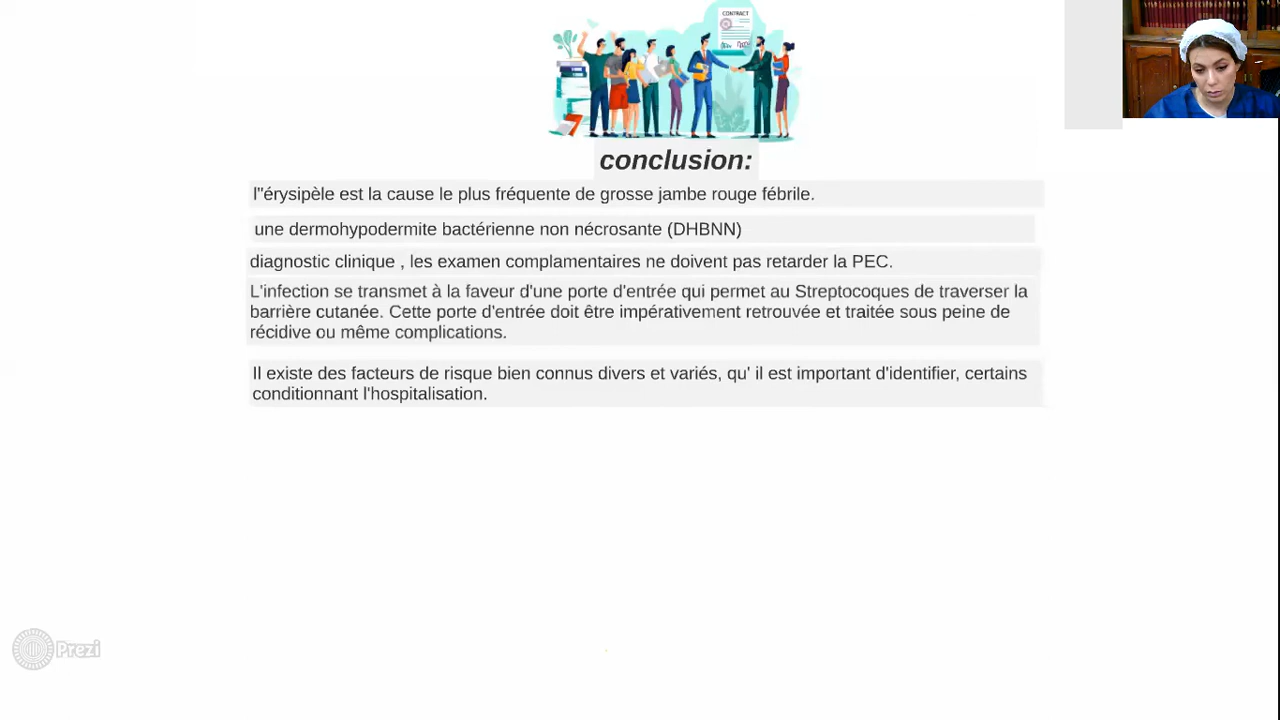 CONTRACT
conclusion:
l"érysipèle est la cause le plus fréquente de grosse jambe rouge fébrile.
une dermohypodermite bactérienne non nécrosante (DHBNN)
diagnostic clinique , les examen complamentaires ne doivent pas retarder la PEC.
L'infection se transmet à la faveur d'une porte d'entrée qui permet au Streptocoques de traverser la
barrière cutanée. Cette porte d'entrée doit être impérativement retrouvée et traitée sous peine de
récidive ou même complications.
Il existe des facteurs de risque bien connus divers et variés, qu' il est important d'identifier, certains
conditionnant l'hospitalisation.
Prezi